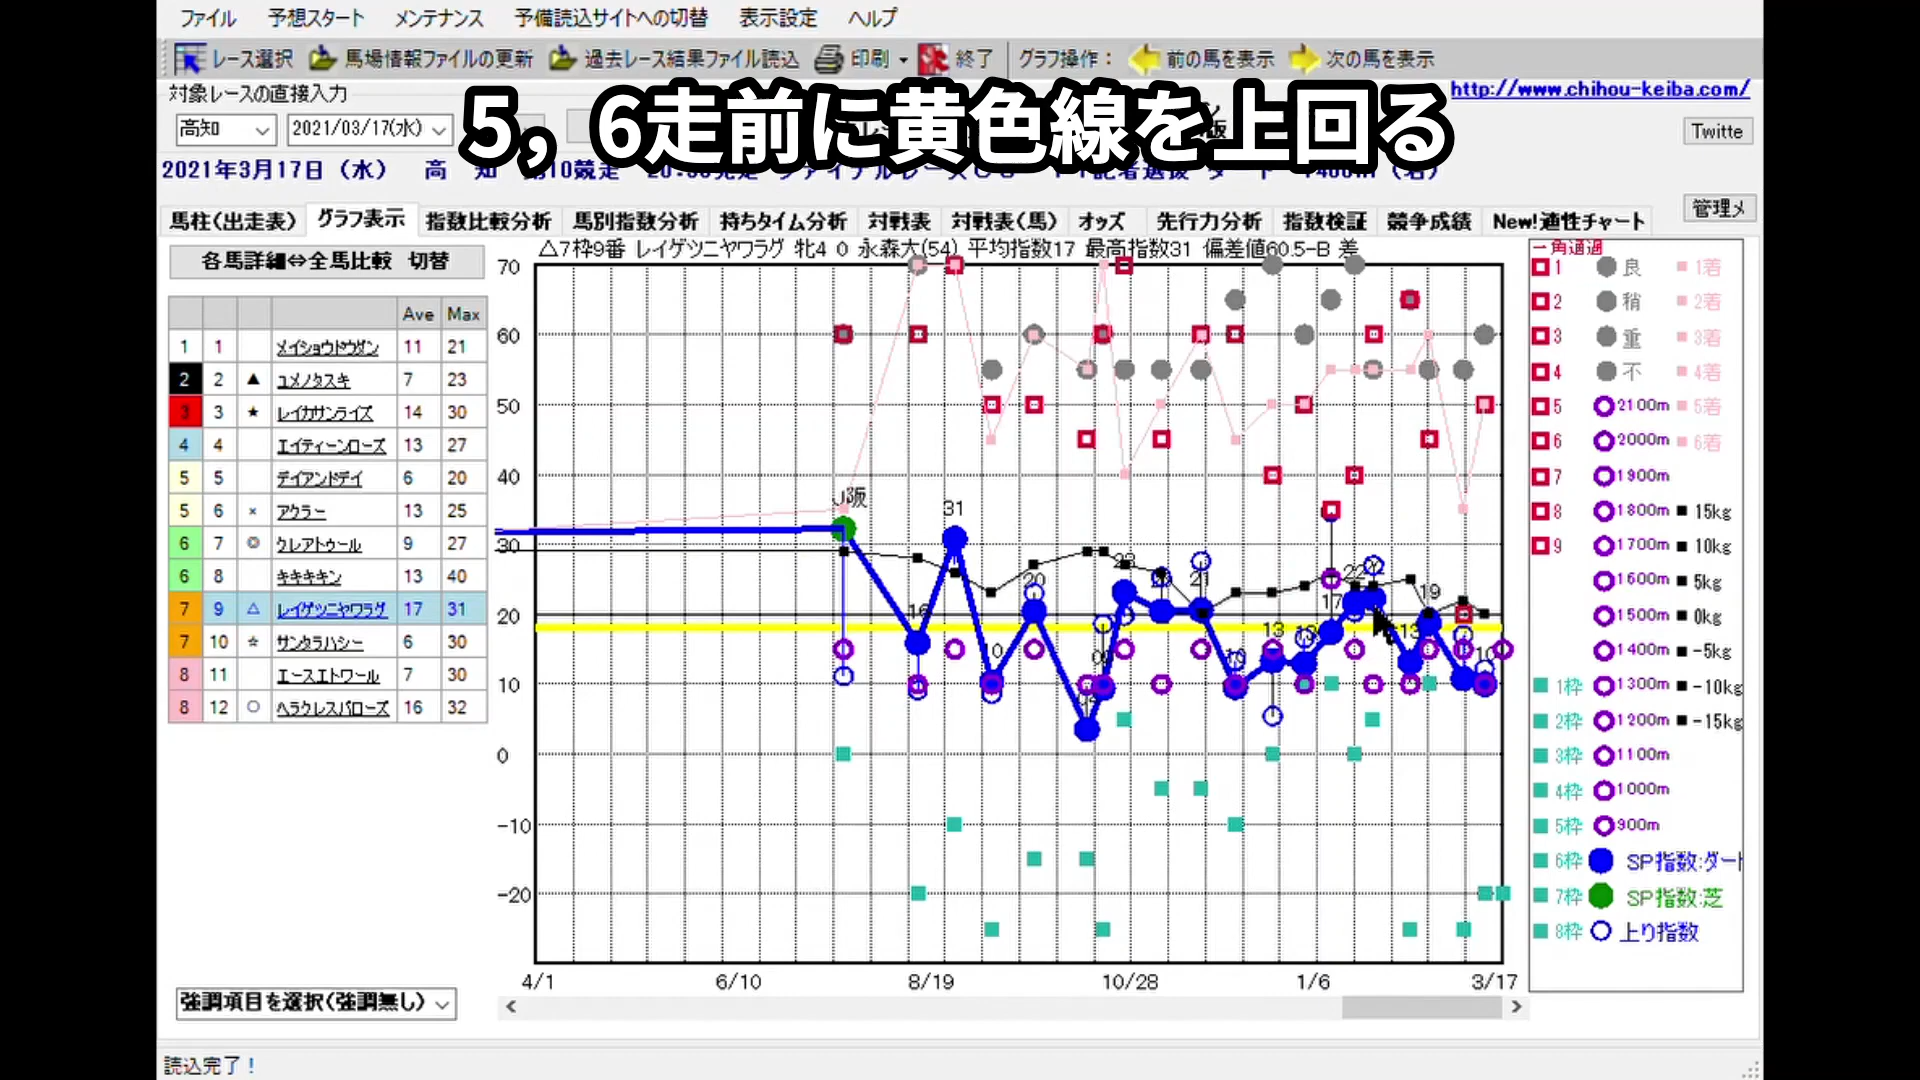 ファイル 予想スタート メンテナンス 予備読込サイトへの切替 表示設定 ヘルプ
レース選択 馬場情報ファイルの更新 過去レース結果ファイル読込 印刷 終了 グラフ操作： 前の馬を表示 次の馬を表示
対象レースの直接入力
http://www.chihou-keiba.com/
5，6走前に黄色線を上回る
高知 2021/03/17(水)
Twitte
2021年3月17日（水） 高 知 第10競走
管理メ
馬柱(出走表) グラフ表示 指数比較分析 馬別指数分析 持ちタイム分析 対戦表 対戦表(馬) オッズ 先行力分析 指数検証 競争成績 New!適性チャート
各馬詳細⇔全馬比較 切替
△7枠9番 レイゲツニヤワラグ 牝4 0 永森大(54) 平均指数17 最高指数31 偏差値60.5-B 差
Ave Max
1 1 メイショウドウダン 11 21
2 2 ▲ ユメノタスキ 7 23
3 3 ★ レイカサンライズ 14 30
4 4 エイティーンローズ 13 27
5 5 デイアンドデイ 6 20
5 6 × アウラー 13 25
6 7 ◎ クレアトゥール 9 27
6 8 キキキキン 13 40
7 9 △ レイゲツニヤワラグ 17 31
7 10 ☆ サンタラハシー 6 30
8 11 エースエトワール 7 30
8 12 ○ ヘラクレスバローズ 16 32
70
60
50
40
30
20
10
0
-10
-20
4/1 6/10 8/19 10/28 1/6 3/17
J阪
16
31
20
23
21
13
17
22
13
19
一角通過
1 良 1着
2 稍 2着
3 重 3着
4 不 4着
5 2100m 5着
6 2000m 6着
7 1900m
8 1800m 15kg
9 1700m 10kg
1600m 5kg
1500m 0kg
1400m -5kg
1枠 1300m -10kg
2枠 1200m -15kg
3枠 1100m
4枠 1000m
5枠 900m
6枠 SP指数:ダート
7枠 SP指数:芝
8枠 上り指数
強調項目を選択(強調無し)
読込完了！